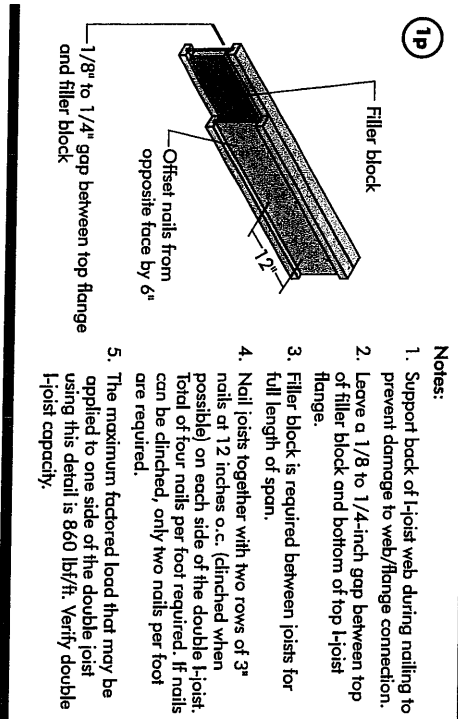 1p
Filler block
12"
Offset nails from
opposite face by 6"
1/8" to 1/4" gap between top flange
and filler block
Notes:
1. Support back of I-joist web during nailing to
prevent damage to web/flange connection.
2. Leave a 1/8 to 1/4-inch gap between top
of filler block and bottom of top I-joist
flange.
3. Filler block is required between joists for
full length of span.
4. Nail joists together with two rows of 3"
nails at 12 inches o.c. (clinched when
possible) on each side of the double I-joist.
Total of four nails per foot required. If nails
can be clinched, only two nails per foot
are required.
5. The maximum factored load that may be
applied to one side of the double joist
using this detail is 860 lbf/ft. Verify double
I-joist capacity.